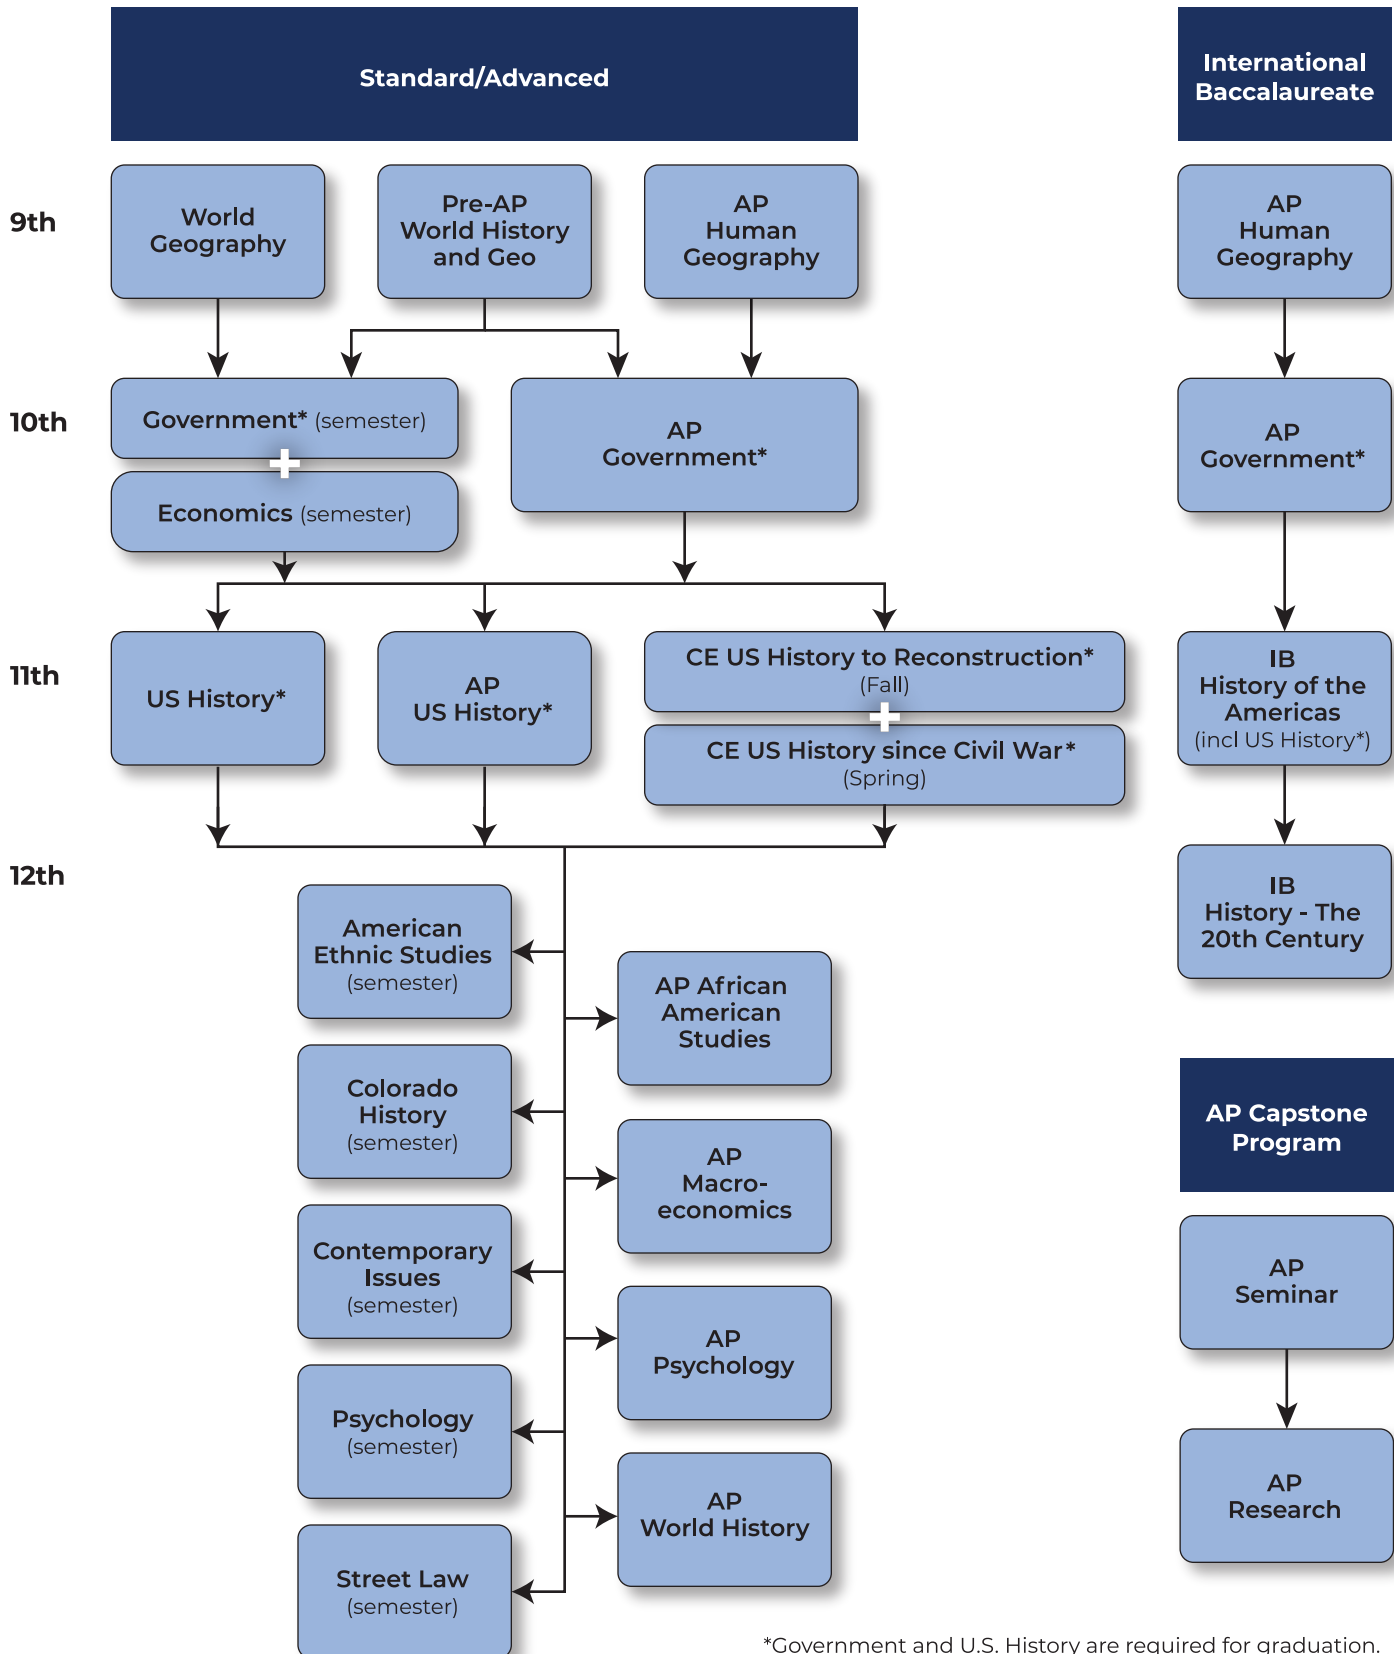 Standard/Advanced
International
Baccalaureate
9th
World
Geography
Pre-AP
World History
and Geo
AP
Human
Geography
AP
Human
Geography
10th
Government* (semester)
+
Economics (semester)
AP
Government*
AP
Government*
11th
US History*
AP
US History*
CE US History to Reconstruction*
(Fall)
+
CE US History since Civil War*
(Spring)
IB
History of the
Americas
(incl US History*)
12th
IB
History - The
20th Century
American
Ethnic Studies
(semester)
AP African
American
Studies
Colorado
History
(semester)
AP
Macro-
economics
Contemporary
Issues
(semester)
AP
Psychology
Psychology
(semester)
AP
World History
Street Law
(semester)
AP Capstone
Program
AP
Seminar
AP
Research
*Government and U.S. History are required for graduation.